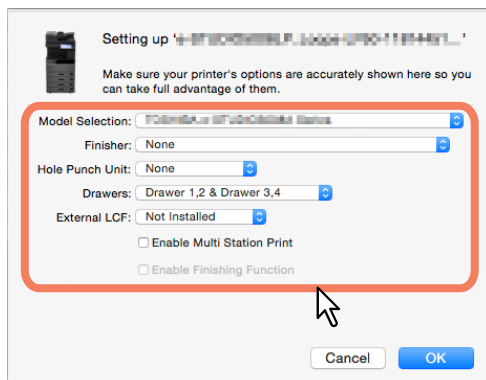 Setting up '
Make sure your printer's options are accurately shown here so you
can take full advantage of them.
Model Selection:
Finisher: None
Hole Punch Unit: None
Drawers: Drawer 1,2 & Drawer 3,4
External LCF: Not Installed
Enable Multi Station Print
Enable Finishing Function
Cancel OK